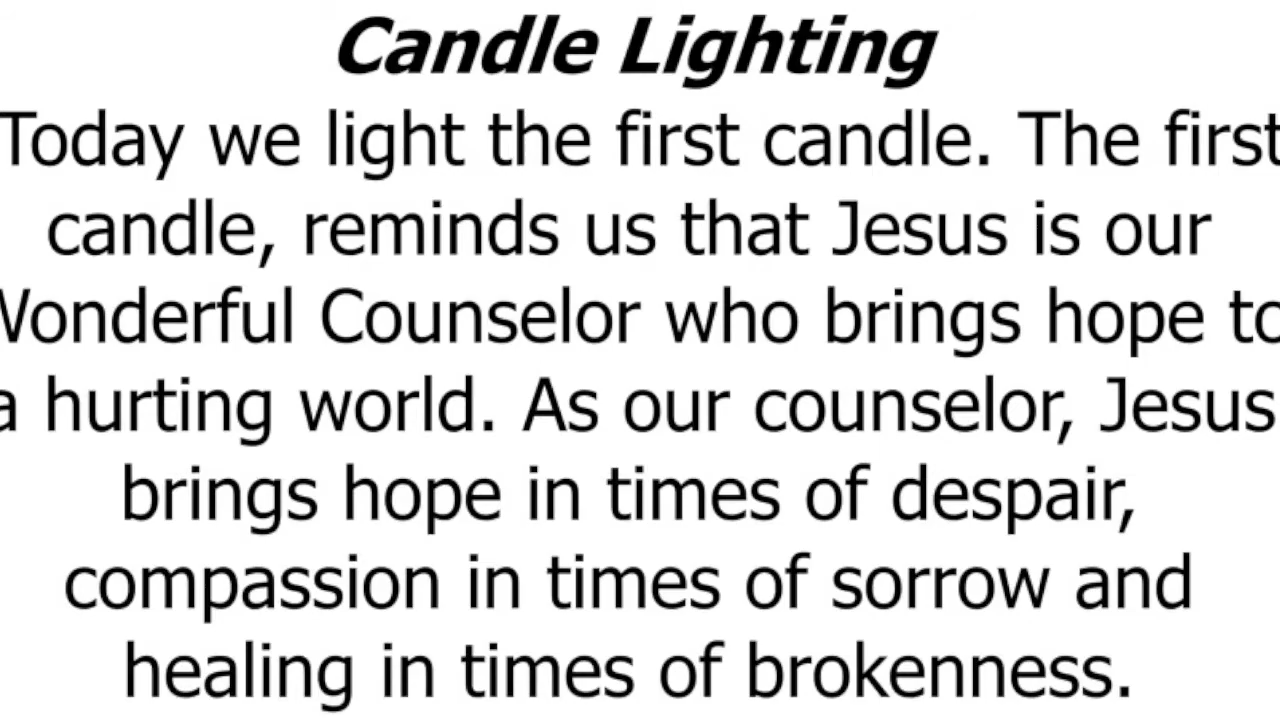 Candle Lighting
Today we light the first candle. The first
candle, reminds us that Jesus is our
Wonderful Counselor who brings hope to
a hurting world. As our counselor, Jesus
brings hope in times of despair,
compassion in times of sorrow and
healing in times of brokenness.